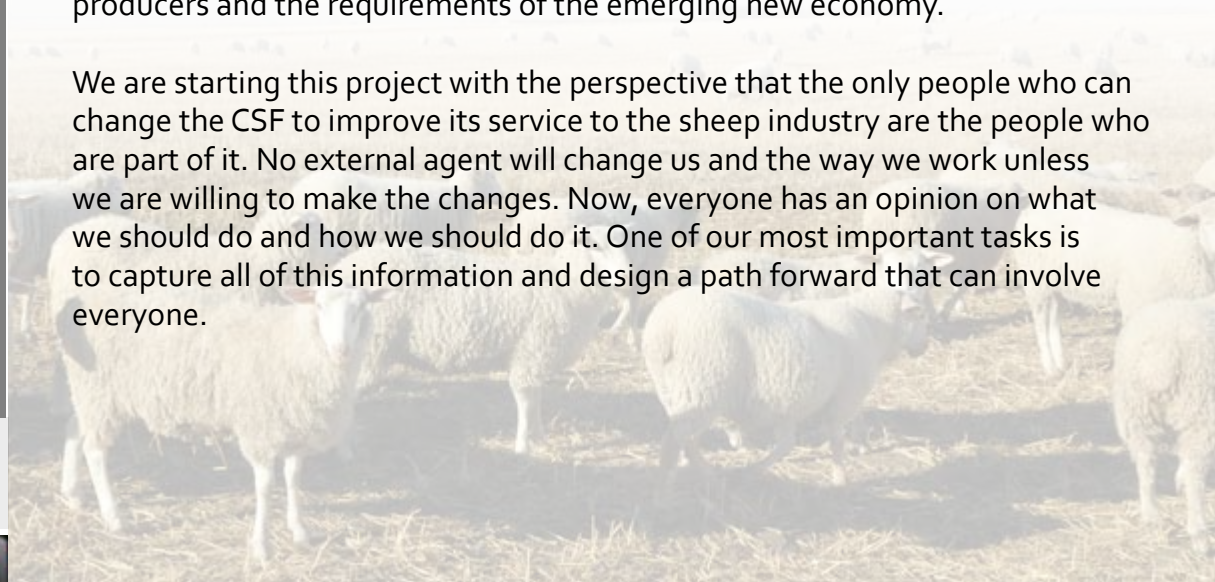 producers and the requirements of the emerging new economy.
We are starting this project with the perspective that the only people who can
change the CSF to improve its service to the sheep industry are the people who
are part of it. No external agent will change us and the way we work unless
we are willing to make the changes. Now, everyone has an opinion on what
we should do and how we should do it. One of our most important tasks is
to capture all of this information and design a path forward that can involve
everyone.